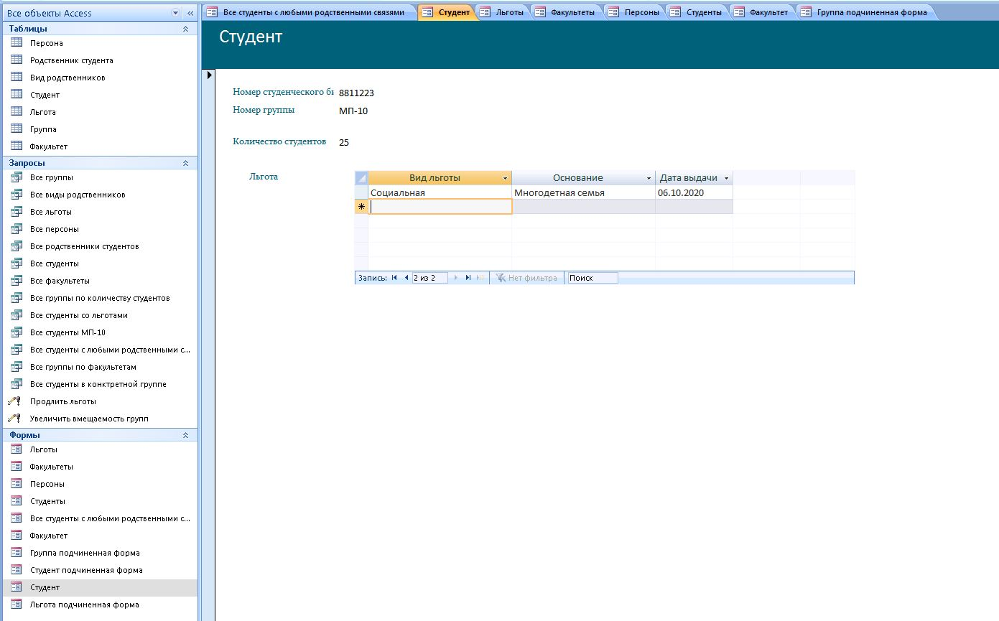 Все объекты Access
Таблицы
Персона
Родственник студента
Вид родственников
Студент
Льгота
Группа
Факультет
Запросы
Все группы
Все виды родственников
Все льготы
Все персоны
Все родственники студентов
Все студенты
Все факультеты
Все группы по количеству студентов
Все студенты со льготами
Все студенты МП-10
Все студенты с любыми родственными с...
Все группы по факультетам
Все студенты в конктретной группе
Продлить льготы
Увеличить вмещаемость групп
Формы
Льготы
Факультеты
Персоны
Студенты
Все студенты с любыми родственными с...
Факультет
Группа подчиненная форма
Студент подчиненная форма
Студент
Льгота подчиненная форма
Все студенты с любыми родственными связями Студент Льготы Факультеты Персоны Студенты Факультет Группа подчиненная форма
Студент
Номер студенческого би 8811223
Номер группы МП-10
Количество студентов 25
Льгота
Вид льготы Основание Дата выдачи
Социальная Многодетная семья 06.10.2020
Запись: 2 из 2 Нет фильтра Поиск